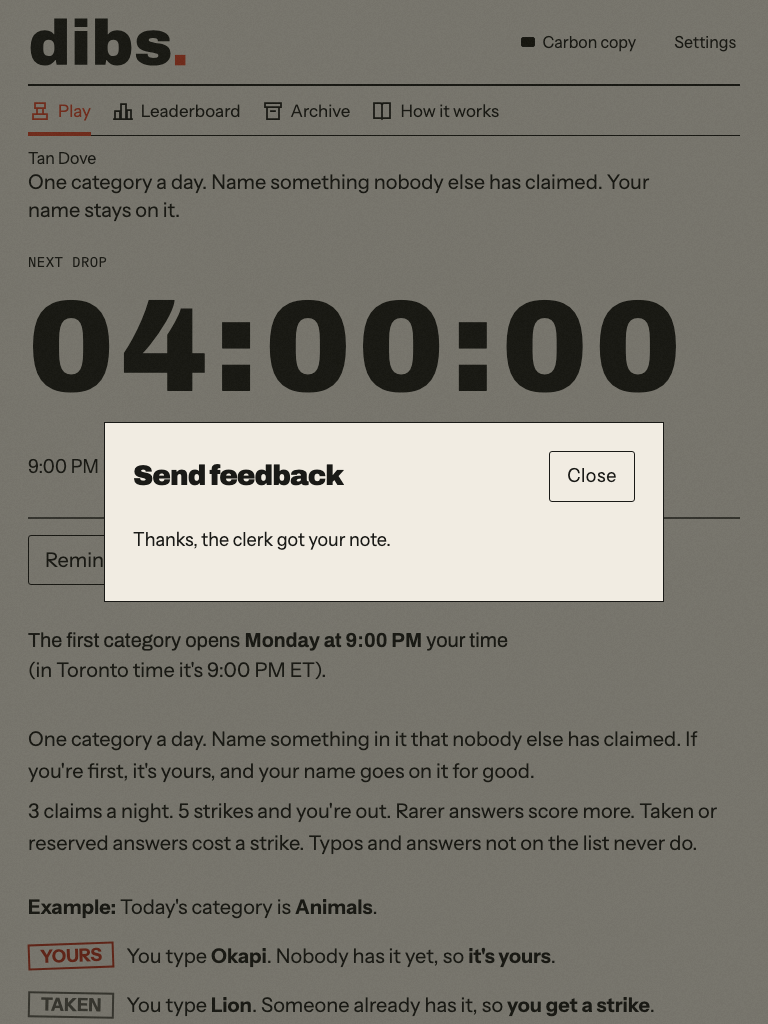 dibs.
Carbon copy
Settings
Play
Leaderboard
Archive
How it works
Tan Dove
One category a day. Name something nobody else has claimed. Your
name stays on it.
NEXT DROP
04:00:00
9:00 PM
Send feedback
Close
Thanks, the clerk got your note.
Remin
The first category opens Monday at 9:00 PM your time
(in Toronto time it's 9:00 PM ET).
One category a day. Name something in it that nobody else has claimed. If
you're first, it's yours, and your name goes on it for good.
3 claims a night. 5 strikes and you're out. Rarer answers score more. Taken or
reserved answers cost a strike. Typos and answers not on the list never do.
Example: Today's category is Animals.
YOURS You type Okapi. Nobody has it yet, so it's yours.
TAKEN You type Lion. Someone already has it, so you get a strike.